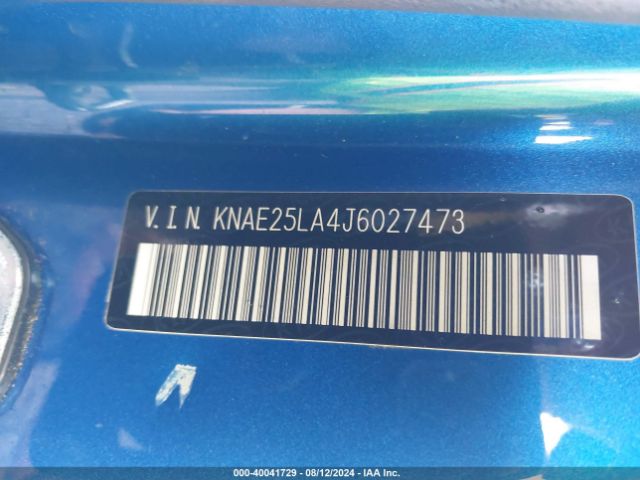 V.I.N. KNAE25LA4J6027473
000-40041729 - 08/12/2024 - IAA Inc.